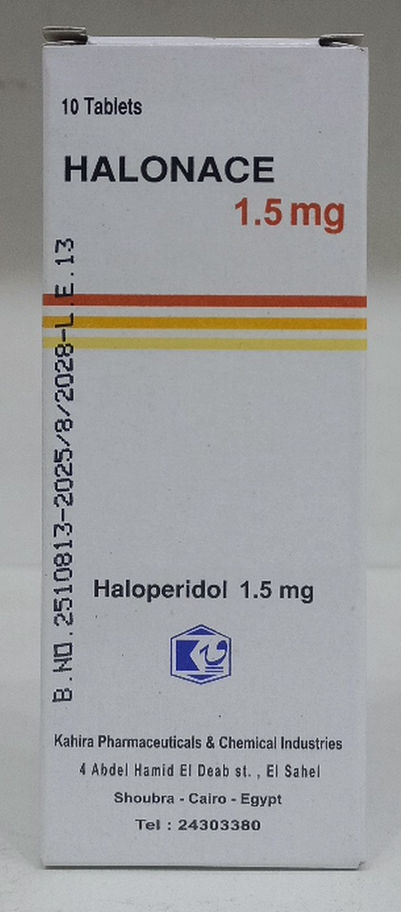 10 Tablets
HALONACE
1.5 mg
B.NO.2510813-2025/8/2028-L.E.13
Haloperidol 1.5 mg
Kahira Pharmaceuticals & Chemical Industries
4 Abdel Hamid El Deab st. , El Sahel
Shoubra - Cairo - Egypt
Tel : 24303380